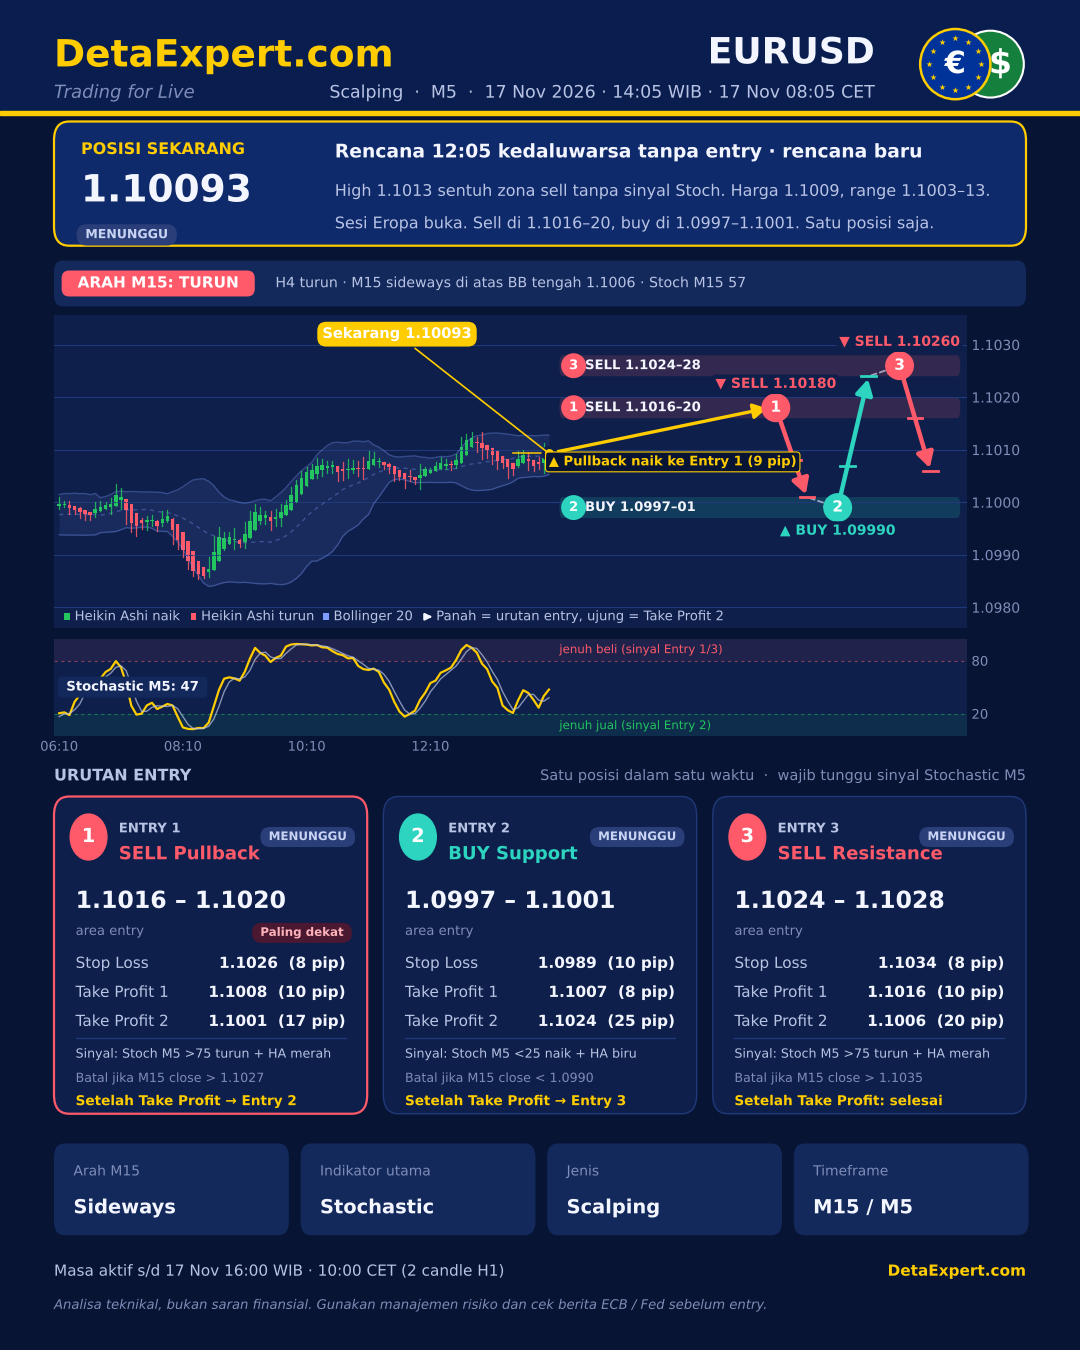 DetaExpert.com
EURUSD
€ $
Trading for Live
Scalping · M5 · 17 Nov 2026 · 14:05 WIB · 17 Nov 08:05 CET
POSISI SEKARANG
1.10093
MENUNGGU
Rencana 12:05 kedaluwarsa tanpa entry · rencana baru
High 1.1013 sentuh zona sell tanpa sinyal Stoch. Harga 1.1009, range 1.1003–13.
Sesi Eropa buka. Sell di 1.1016–20, buy di 1.0997–1.1001. Satu posisi saja.
ARAH M15: TURUN
H4 turun · M15 sideways di atas BB tengah 1.1006 · Stoch M15 57
Sekarang 1.10093
▼ SELL 1.10260
1.1030
3 SELL 1.1024–28
3
▼ SELL 1.10180
1.1020
1 SELL 1.1016–20
1
1.1010
▲ Pullback naik ke Entry 1 (9 pip)
1.1000
2 BUY 1.0997–01
2
▲ BUY 1.09990
1.0990
1.0980
Heikin Ashi naik
Heikin Ashi turun
Bollinger 20
Panah = urutan entry, ujung = Take Profit 2
jenuh beli (sinyal Entry 1/3)
80
Stochastic M5: 47
20
jenuh jual (sinyal Entry 2)
06:10 08:10 10:10 12:10
URUTAN ENTRY
Satu posisi dalam satu waktu · wajib tunggu sinyal Stochastic M5
1
ENTRY 1
MENUNGGU
SELL Pullback
1.1016 – 1.1020
area entry
Paling dekat
Stop Loss 1.1026 (8 pip)
Take Profit 1 1.1008 (10 pip)
Take Profit 2 1.1001 (17 pip)
Sinyal: Stoch M5 >75 turun + HA merah
Batal jika M15 close > 1.1027
Setelah Take Profit → Entry 2
2
ENTRY 2
MENUNGGU
BUY Support
1.0997 – 1.1001
area entry
Stop Loss 1.0989 (10 pip)
Take Profit 1 1.1007 (8 pip)
Take Profit 2 1.1024 (25 pip)
Sinyal: Stoch M5 <25 naik + HA biru
Batal jika M15 close < 1.0990
Setelah Take Profit → Entry 3
3
ENTRY 3
MENUNGGU
SELL Resistance
1.1024 – 1.1028
area entry
Stop Loss 1.1034 (8 pip)
Take Profit 1 1.1016 (10 pip)
Take Profit 2 1.1006 (20 pip)
Sinyal: Stoch M5 >75 turun + HA merah
Batal jika M15 close > 1.1035
Setelah Take Profit: selesai
Arah M15
Sideways
Indikator utama
Stochastic
Jenis
Scalping
Timeframe
M15 / M5
Masa aktif s/d 17 Nov 16:00 WIB · 10:00 CET (2 candle H1)
DetaExpert.com
Analisa teknikal, bukan saran finansial. Gunakan manajemen risiko dan cek berita ECB / Fed sebelum entry.